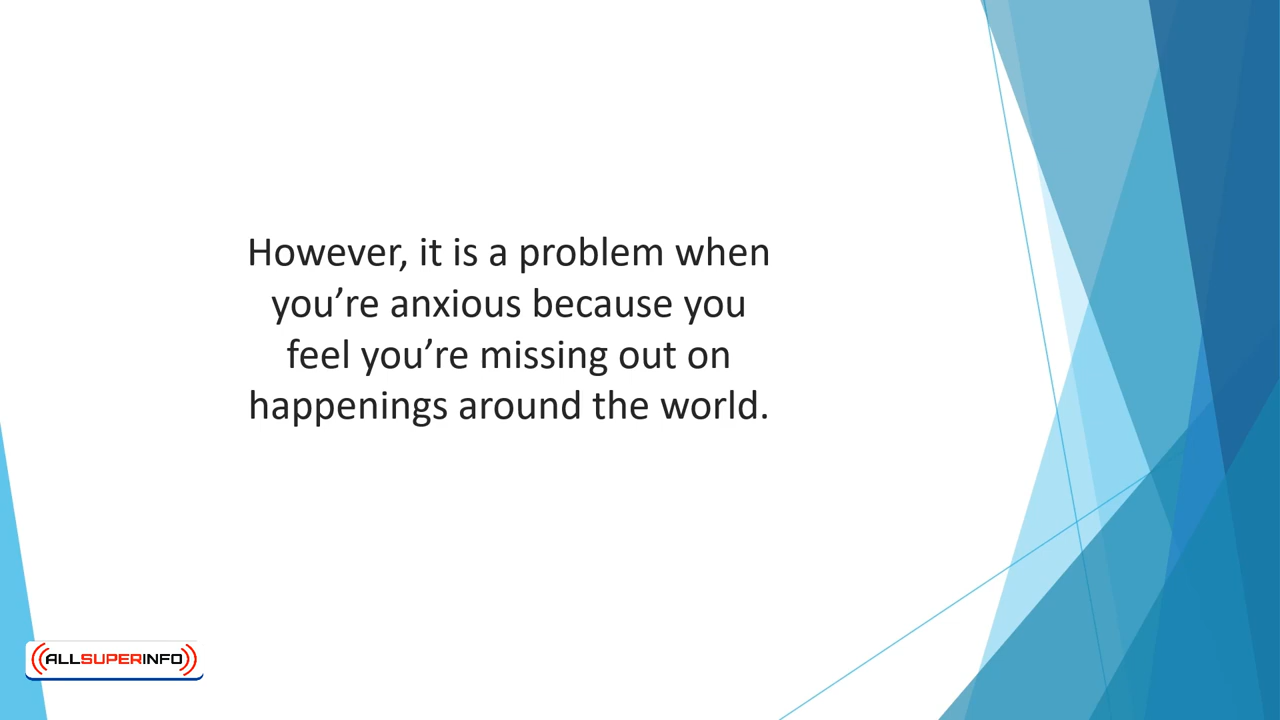 However, it is a problem when
you’re anxious because you
feel you’re missing out on
happenings around the world.
ALLSUPERINFO